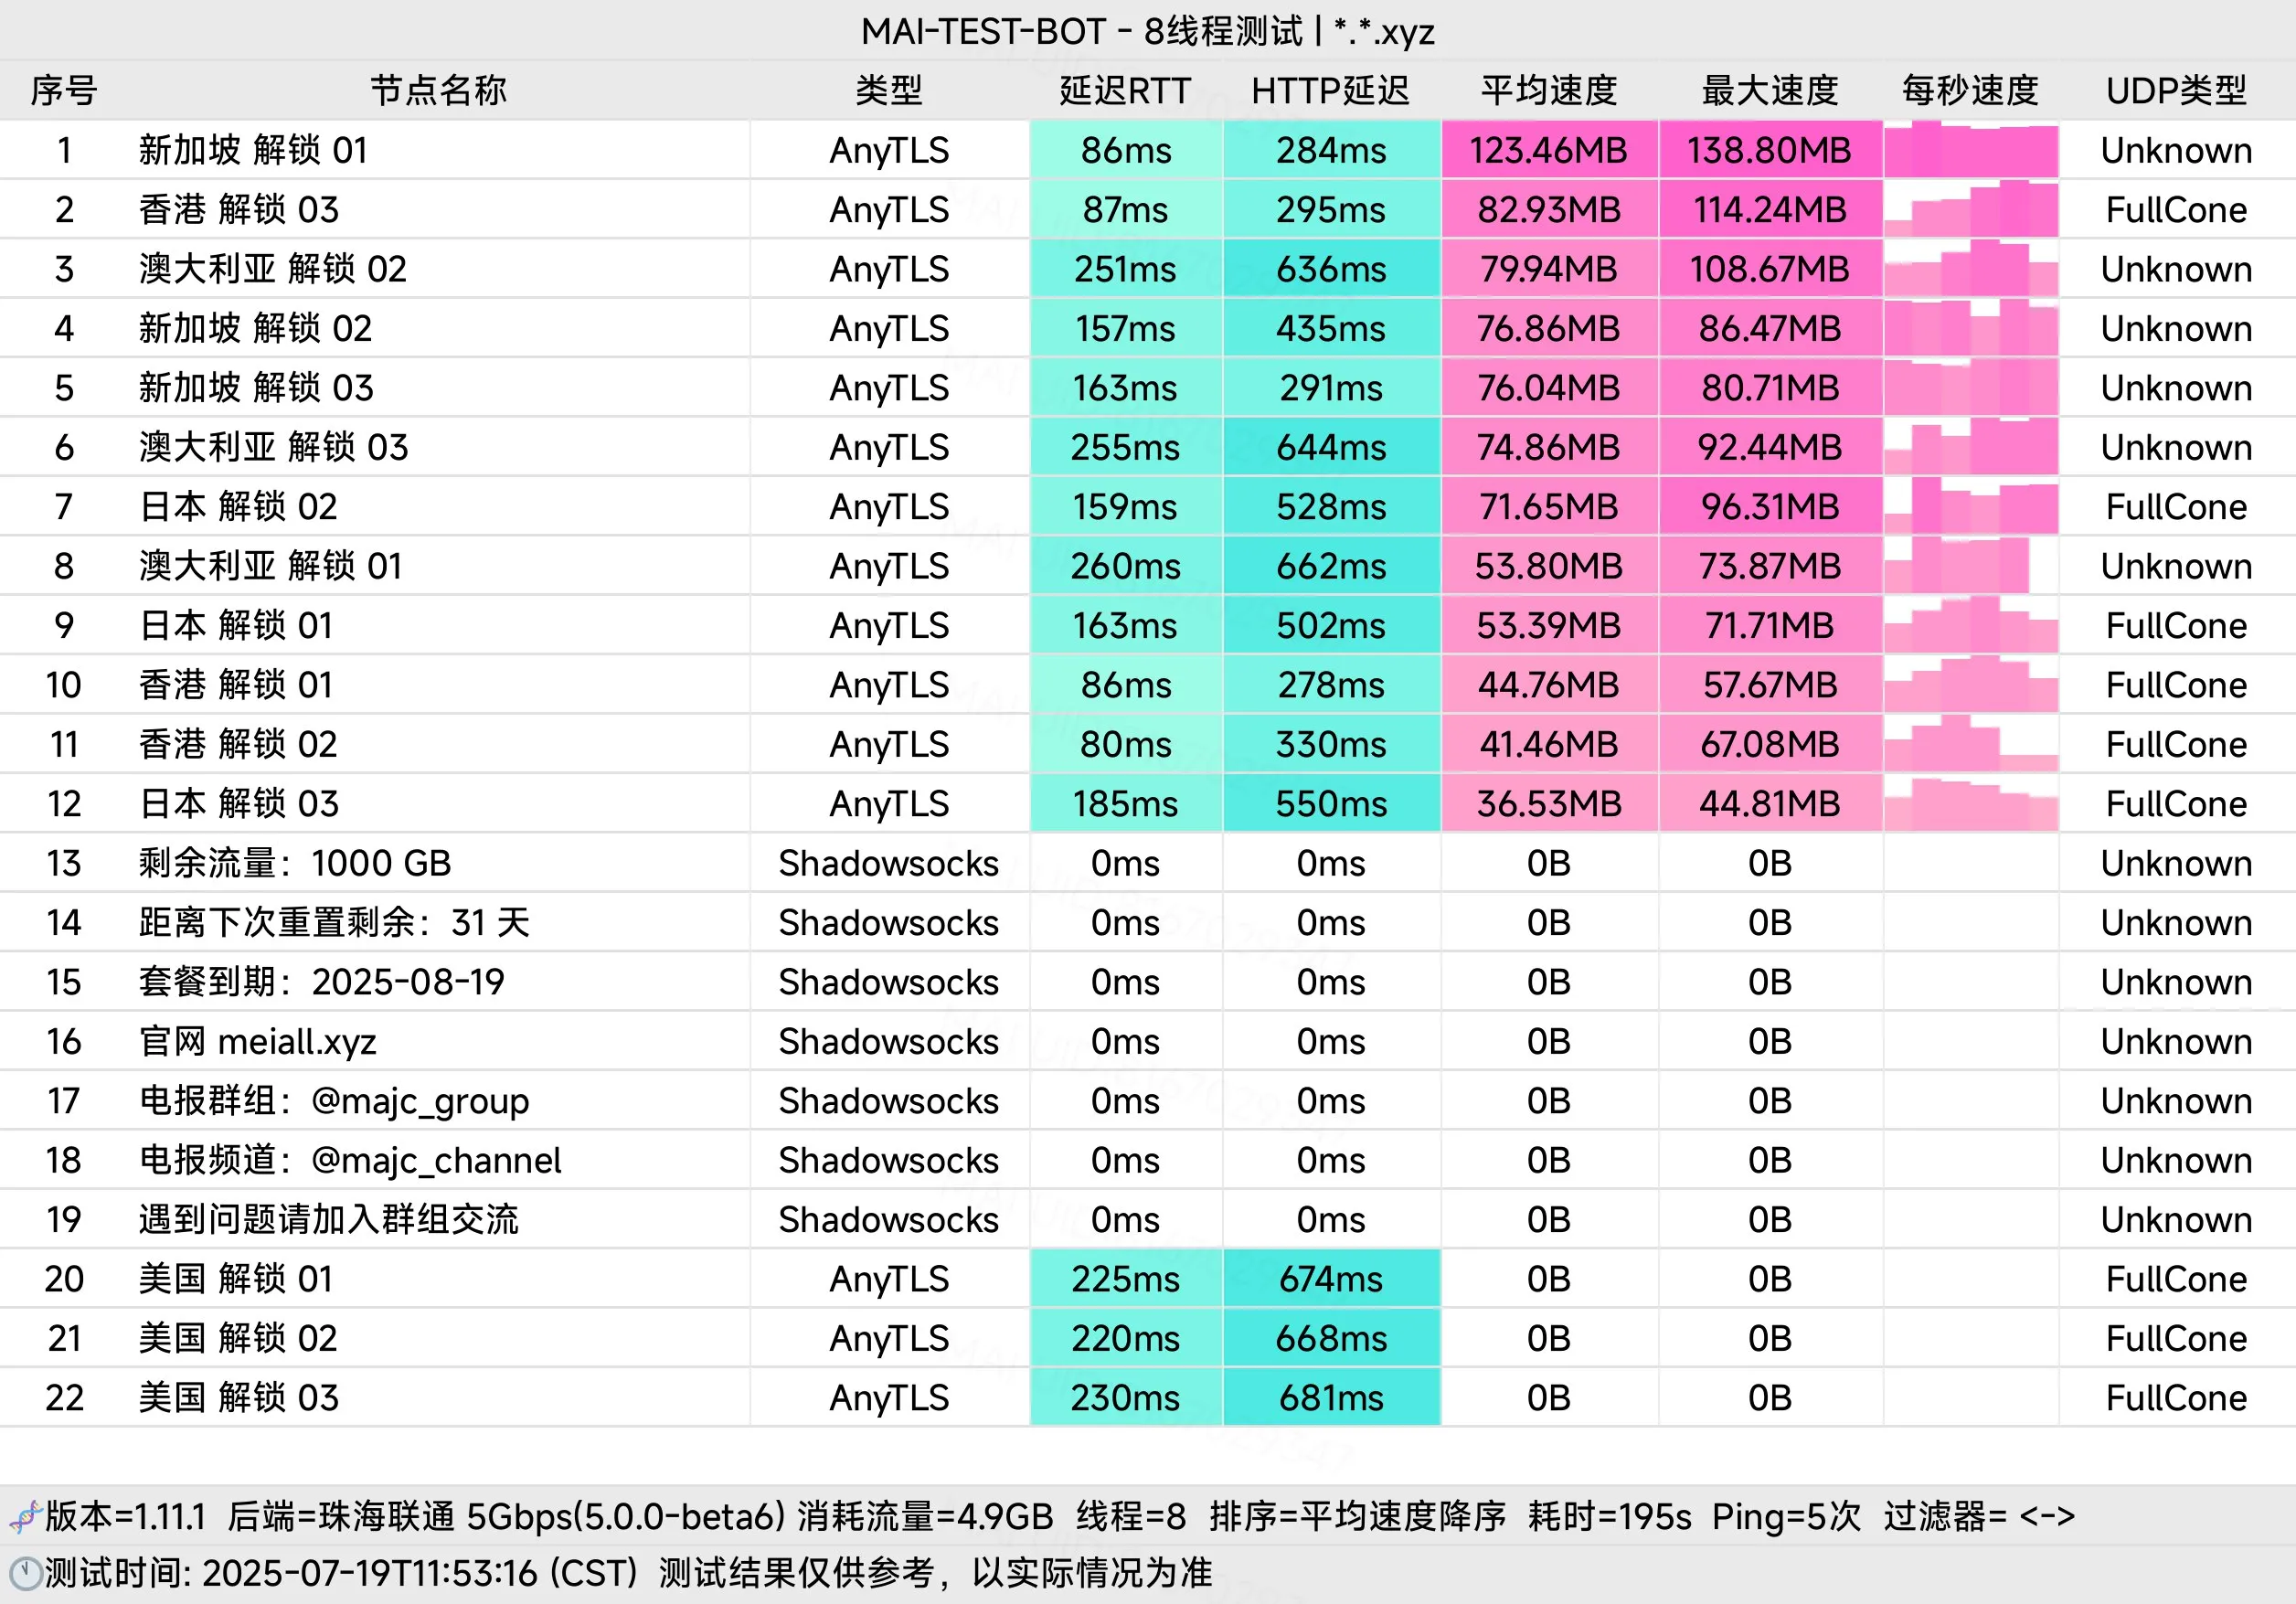 MAI-TEST-BOT - 8线程测试 | *.*.xyz
序号 节点名称 类型 延迟RTT HTTP延迟 平均速度 最大速度 每秒速度 UDP类型
1 新加坡 解锁 01 AnyTLS 86ms 284ms 123.46MB 138.80MB Unknown
2 香港 解锁 03 AnyTLS 87ms 295ms 82.93MB 114.24MB FullCone
3 澳大利亚 解锁 02 AnyTLS 251ms 636ms 79.94MB 108.67MB Unknown
4 新加坡 解锁 02 AnyTLS 157ms 435ms 76.86MB 86.47MB Unknown
5 新加坡 解锁 03 AnyTLS 163ms 291ms 76.04MB 80.71MB Unknown
6 澳大利亚 解锁 03 AnyTLS 255ms 644ms 74.86MB 92.44MB Unknown
7 日本 解锁 02 AnyTLS 159ms 528ms 71.65MB 96.31MB FullCone
8 澳大利亚 解锁 01 AnyTLS 260ms 662ms 53.80MB 73.87MB Unknown
9 日本 解锁 01 AnyTLS 163ms 502ms 53.39MB 71.71MB FullCone
10 香港 解锁 01 AnyTLS 86ms 278ms 44.76MB 57.67MB FullCone
11 香港 解锁 02 AnyTLS 80ms 330ms 41.46MB 67.08MB FullCone
12 日本 解锁 03 AnyTLS 185ms 550ms 36.53MB 44.81MB FullCone
13 剩余流量：1000 GB Shadowsocks 0ms 0ms 0B 0B Unknown
14 距离下次重置剩余：31 天 Shadowsocks 0ms 0ms 0B 0B Unknown
15 套餐到期：2025-08-19 Shadowsocks 0ms 0ms 0B 0B Unknown
16 官网 meiall.xyz Shadowsocks 0ms 0ms 0B 0B Unknown
17 电报群组：@majc_group Shadowsocks 0ms 0ms 0B 0B Unknown
18 电报频道：@majc_channel Shadowsocks 0ms 0ms 0B 0B Unknown
19 遇到问题请加入群组交流 Shadowsocks 0ms 0ms 0B 0B Unknown
20 美国 解锁 01 AnyTLS 225ms 674ms 0B 0B FullCone
21 美国 解锁 02 AnyTLS 220ms 668ms 0B 0B FullCone
22 美国 解锁 03 AnyTLS 230ms 681ms 0B 0B FullCone
版本=1.11.1 后端=珠海联通 5Gbps(5.0.0-beta6) 消耗流量=4.9GB 线程=8 排序=平均速度降序 耗时=195s Ping=5次 过滤器= <->
测试时间: 2025-07-19T11:53:16 (CST) 测试结果仅供参考，以实际情况为准